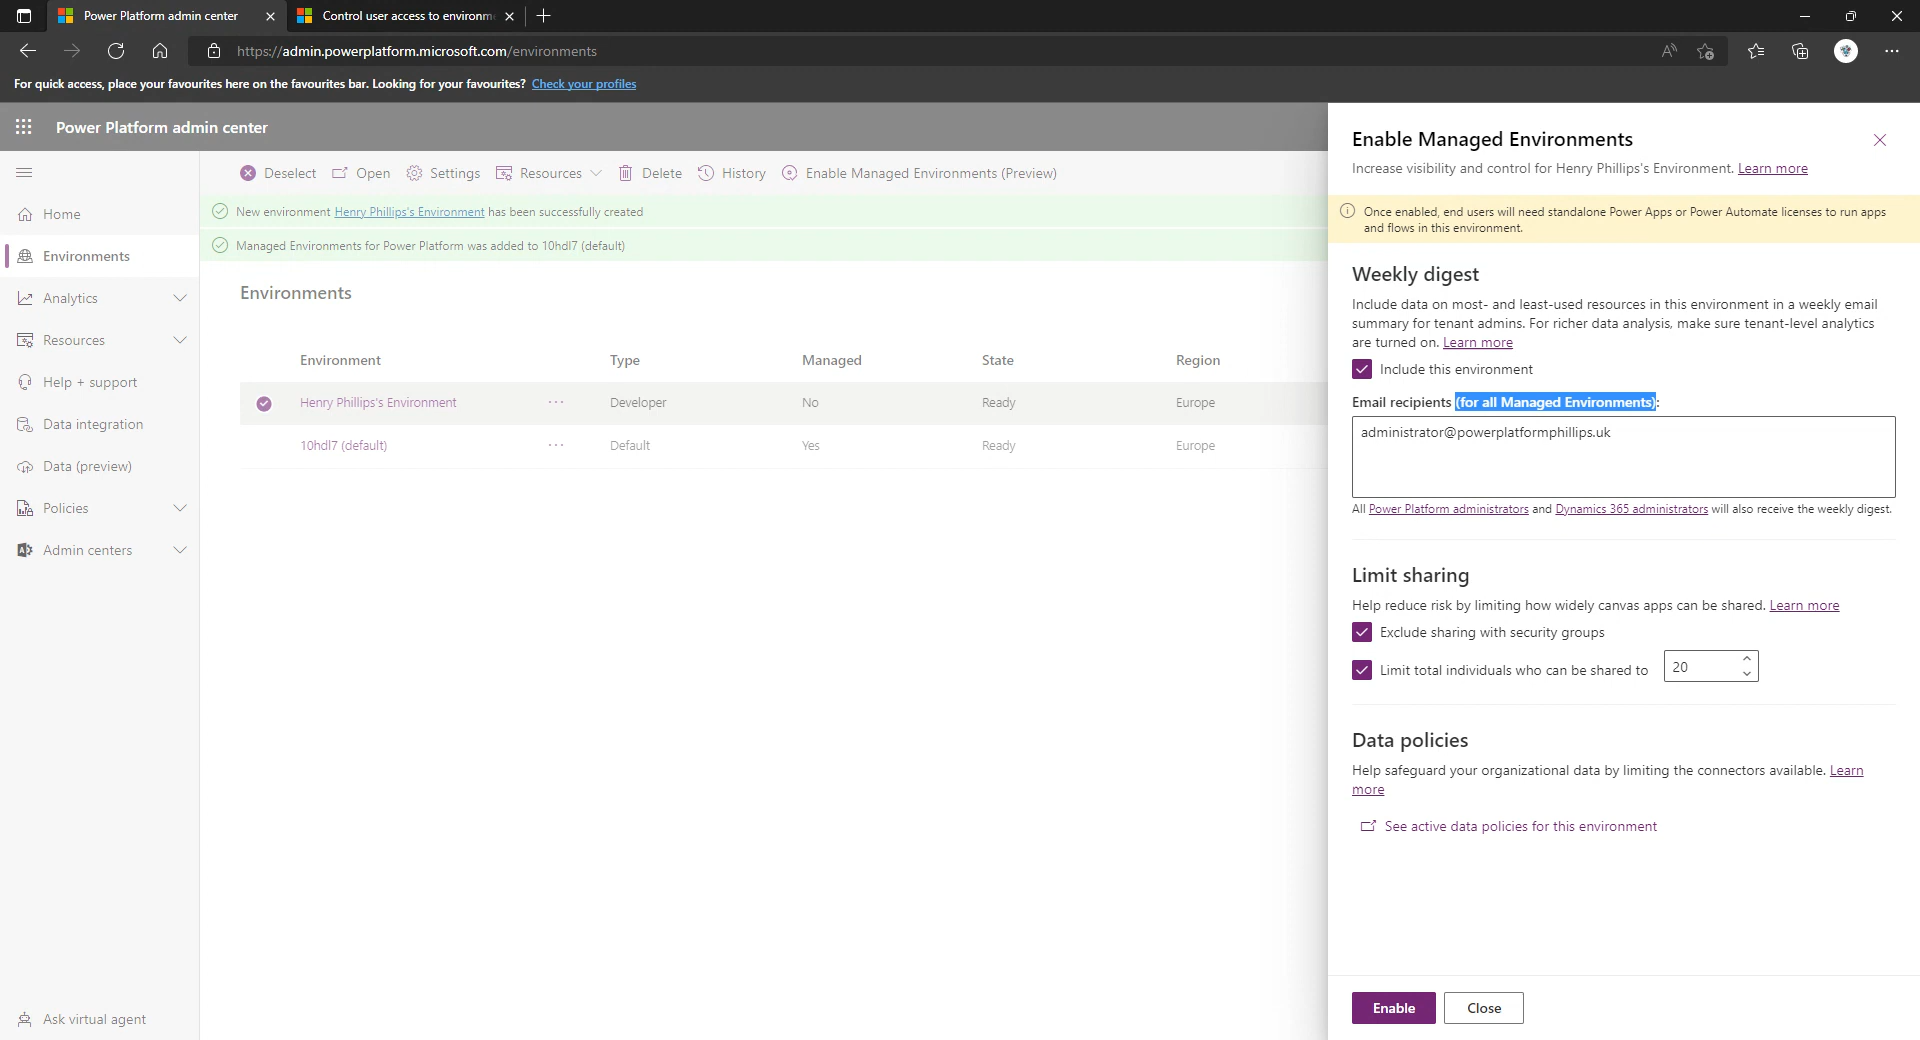 Power Platform admin center
Control user access to environm
https://admin.powerplatform.microsoft.com/environments
For quick access, place your favourites here on the favourites bar. Looking for your favourites? Check your profiles
Power Platform admin center
Home
Environments
Analytics
Resources
Help + support
Data integration
Data (preview)
Policies
Admin centers
Ask virtual agent
Deselect Open Settings Resources Delete History Enable Managed Environments (Preview)
New environment Henry Phillips's Environment has been successfully created
Managed Environments for Power Platform was added to 10hdl7 (default)
Environments
Environment Type Managed State Region
Henry Phillips's Environment ··· Developer No Ready Europe
10hdl7 (default) ··· Default Yes Ready Europe
Enable Managed Environments
Increase visibility and control for Henry Phillips's Environment. Learn more
Once enabled, end users will need standalone Power Apps or Power Automate licenses to run apps
and flows in this environment.
Weekly digest
Include data on most- and least-used resources in this environment in a weekly email
summary for tenant admins. For richer data analysis, make sure tenant-level analytics
are turned on. Learn more
Include this environment
Email recipients (for all Managed Environments):
administrator@powerplatformphillips.uk
All Power Platform administrators and Dynamics 365 administrators will also receive the weekly digest.
Limit sharing
Help reduce risk by limiting how widely canvas apps can be shared. Learn more
Exclude sharing with security groups
Limit total individuals who can be shared to 20
Data policies
Help safeguard your organizational data by limiting the connectors available. Learn
more
See active data policies for this environment
Enable Close